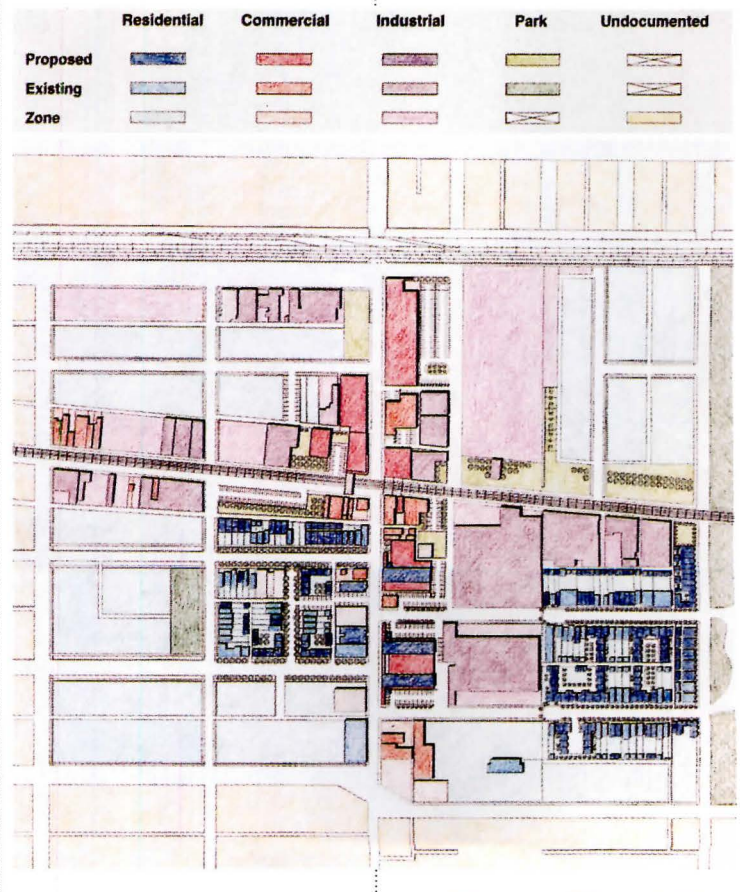 Residential Commercial Industrial Park Undocumented
Proposed
Existing
Zone